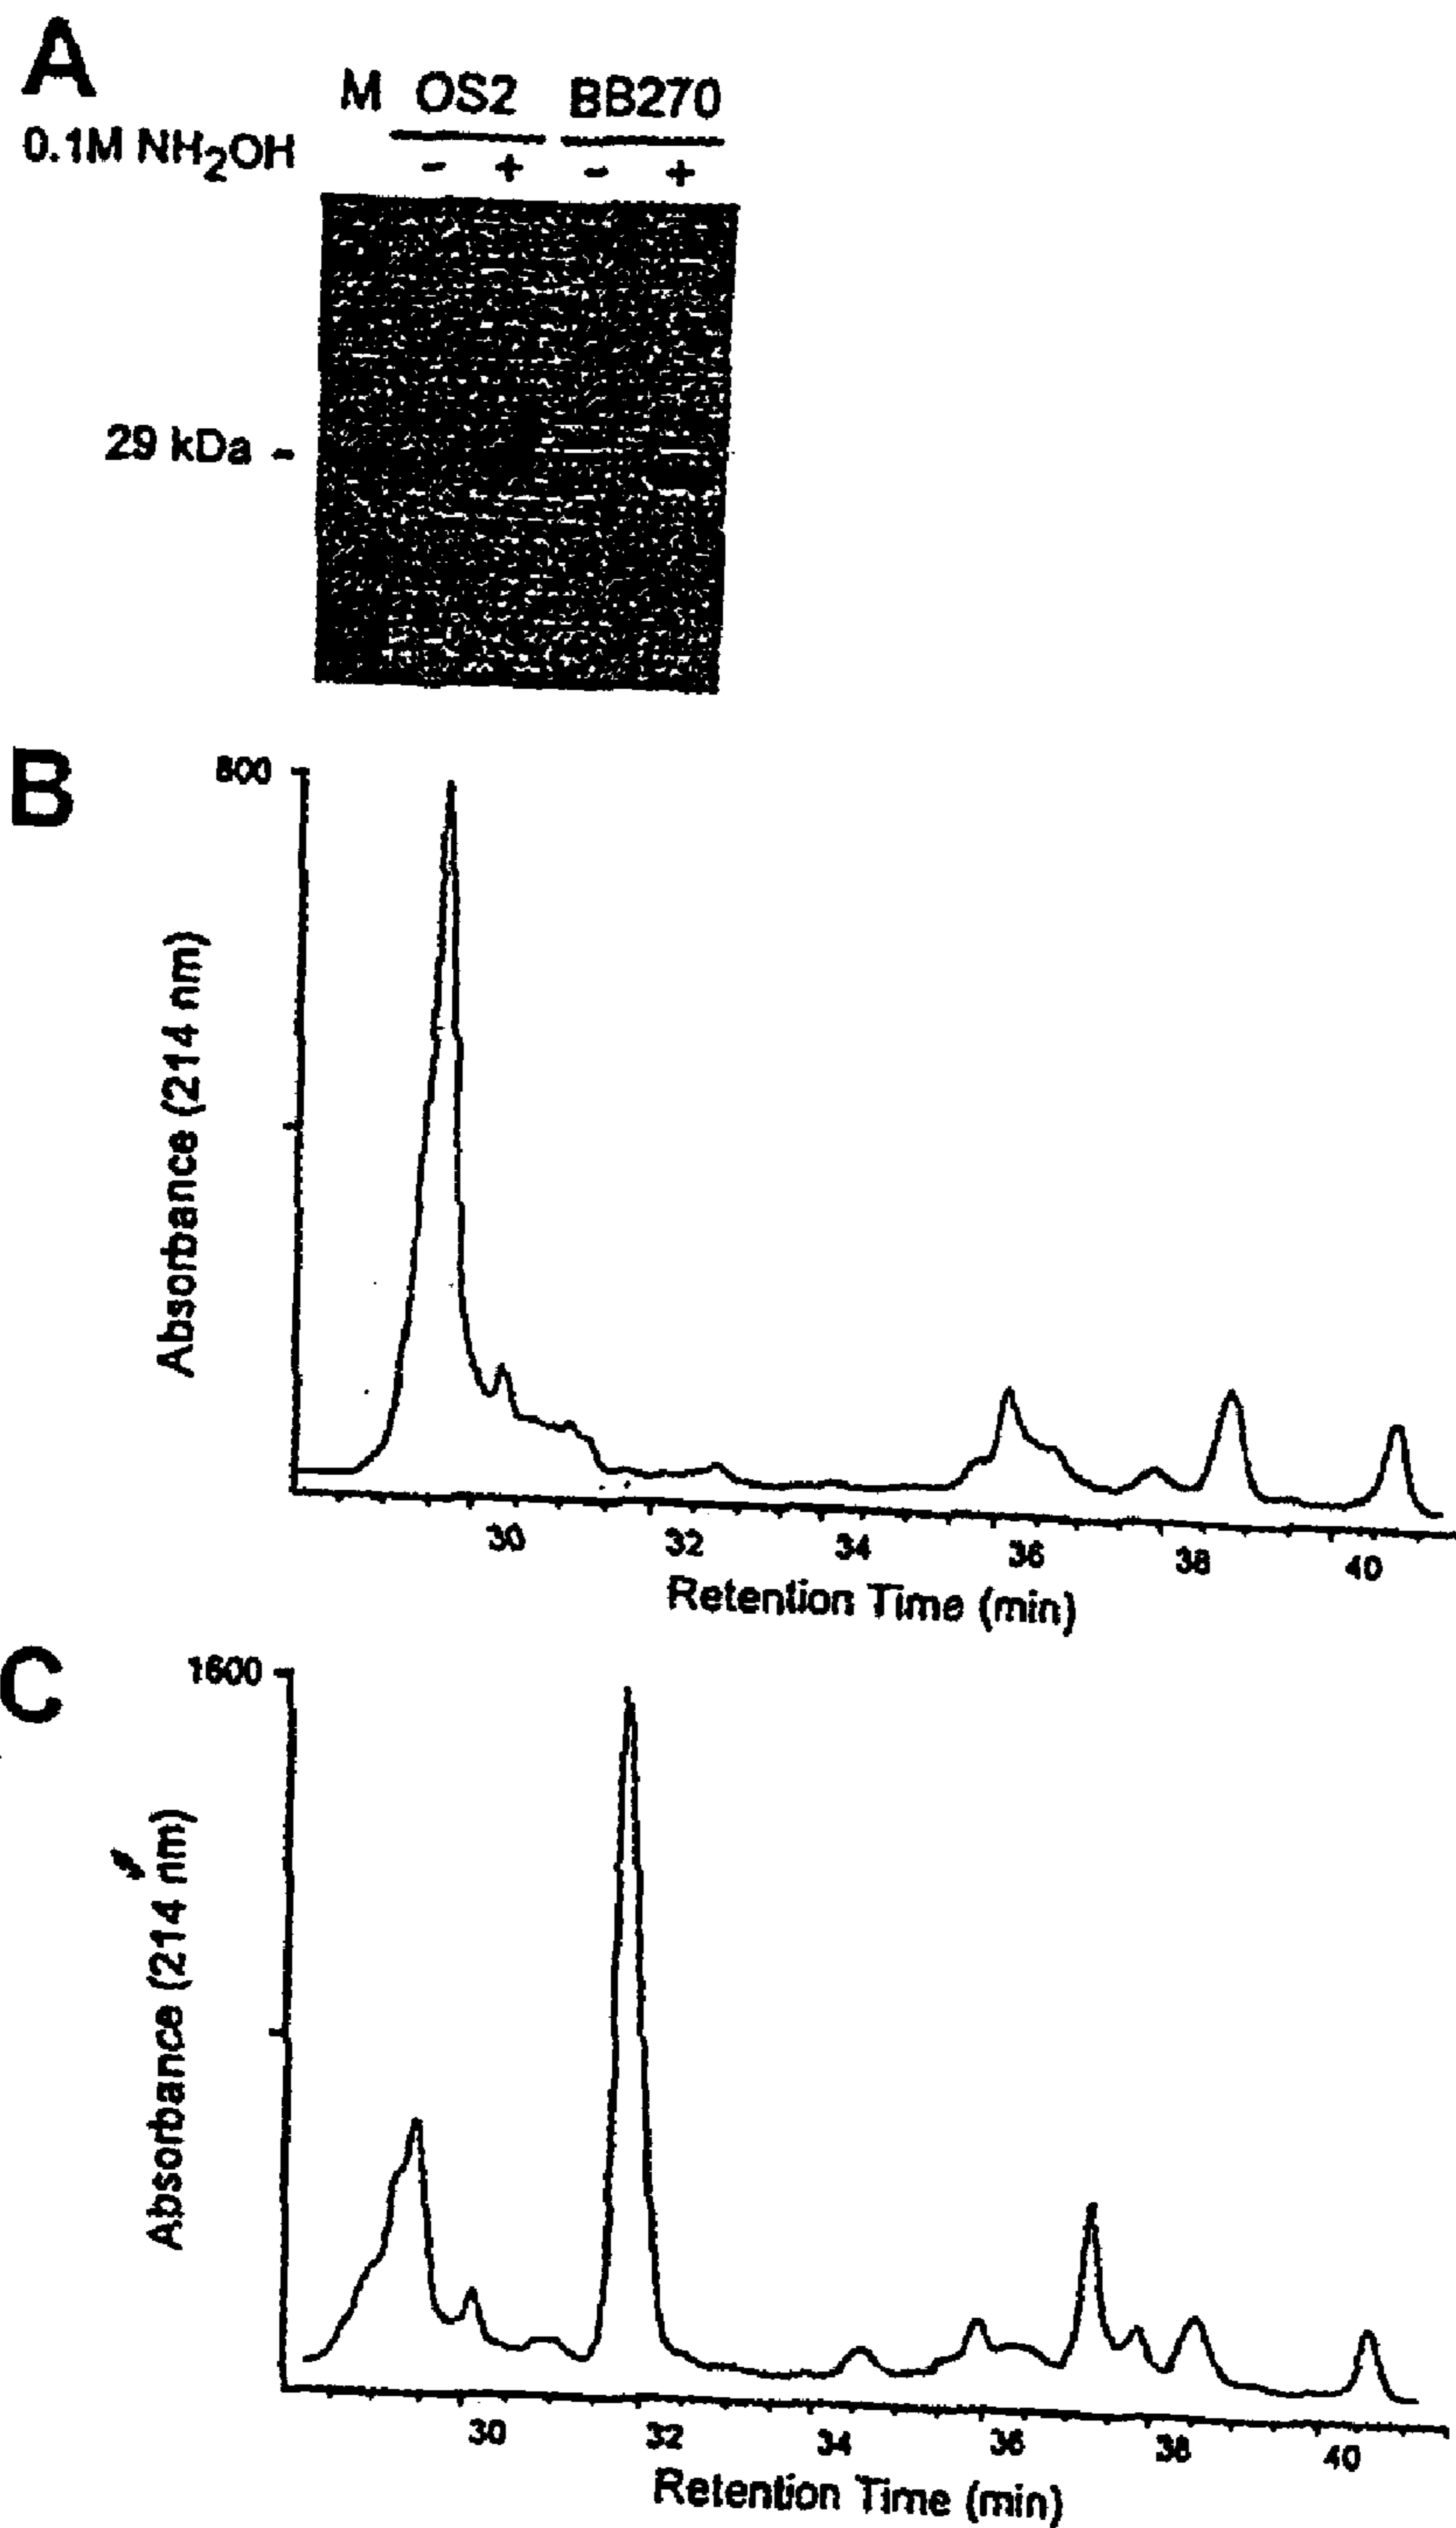 A
M OS2 BB270
0.1M NH2OH
- + - +
29 kDa -
B
800
Absorbance (214 nm)
30 32 34 36 38 40
Retention Time (min)
C
1600
Absorbance (214 nm)
30 32 34 36 38 40
Retention Time (min)